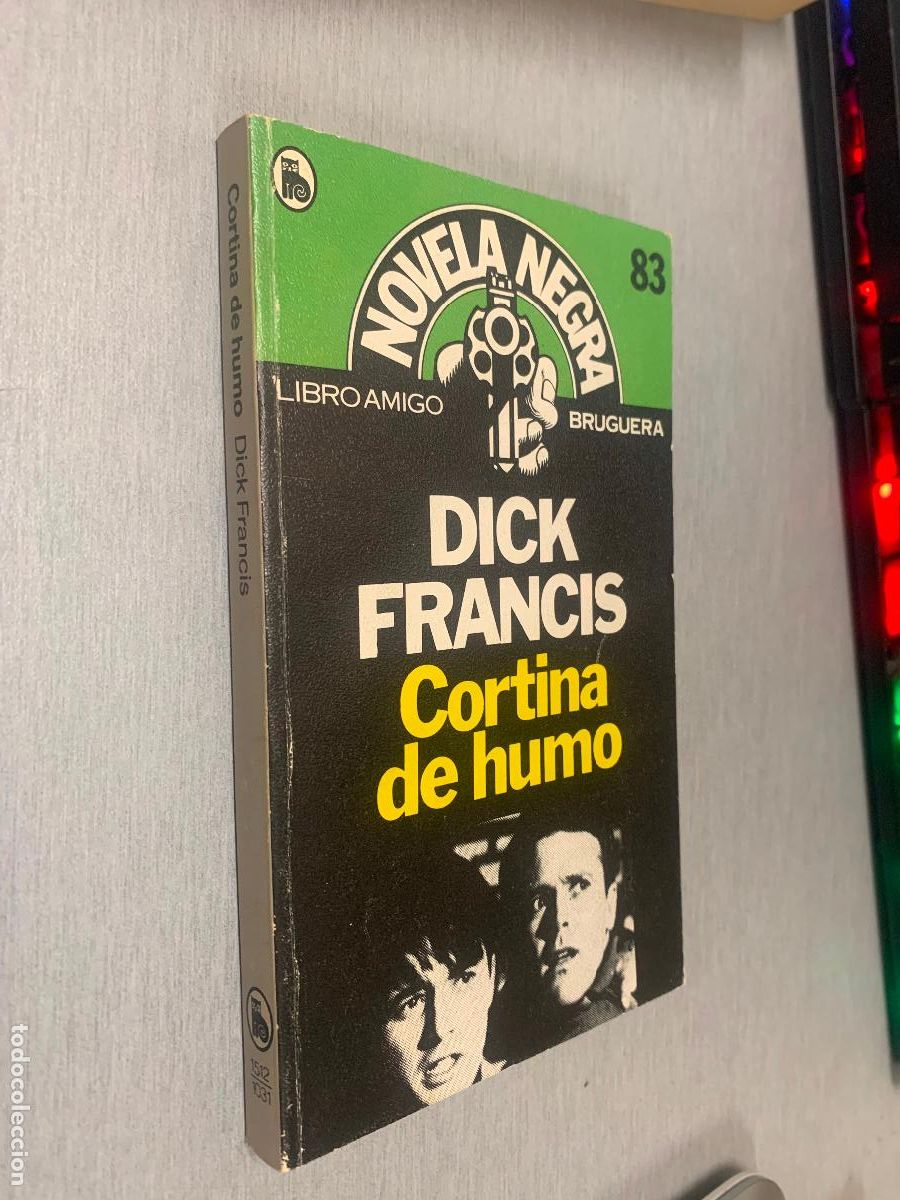 NOVELA NEGRA
83
LIBRO AMIGO
BRUGUERA
DICK
FRANCIS
Cortina
de humo
Cortina de humo Dick Francis
1512
1031
todocoleccion